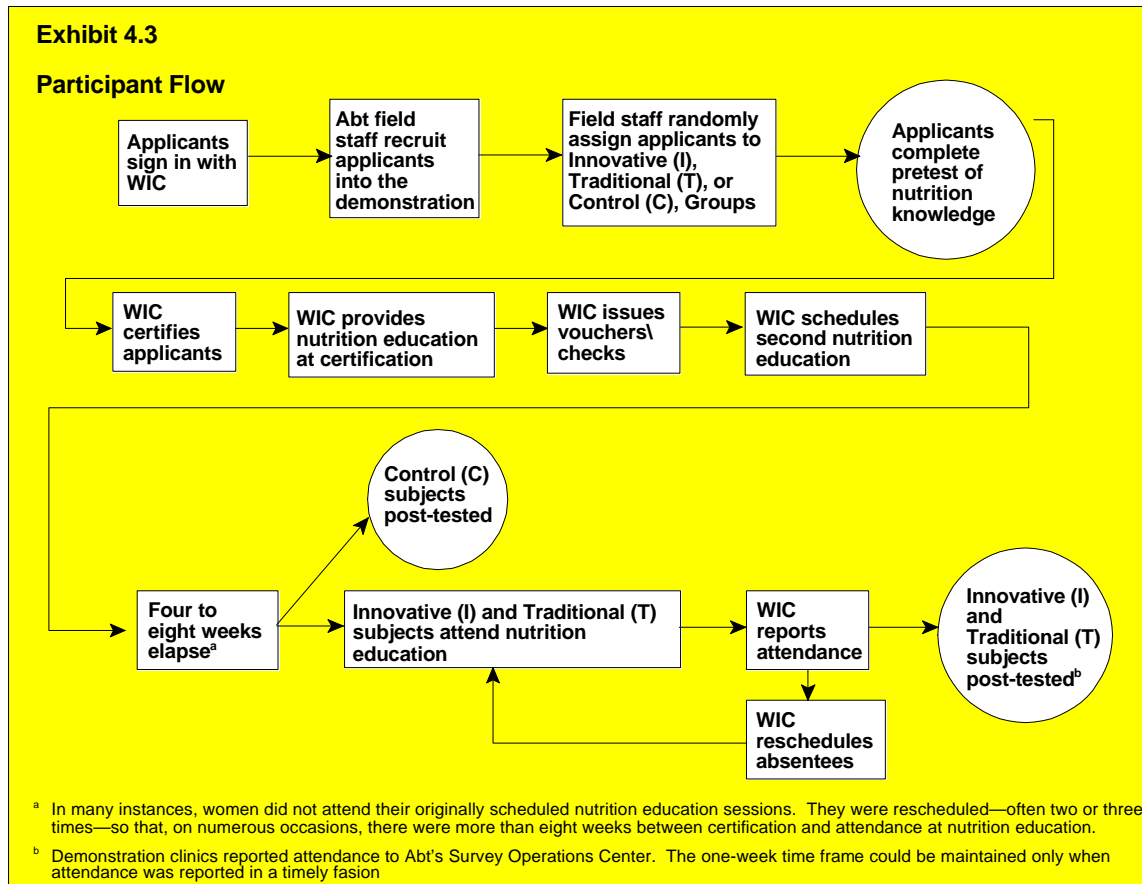 Exhibit 4.3
Participant Flow
Applicants
sign in with
WIC
Abt field
staff recruit
applicants
into the
demonstration
Field staff randomly
assign applicants to
Innovative (I),
Traditional (T), or
Control (C), Groups
Applicants
complete
pretest of
nutrition
knowledge
WIC
certifies
applicants
WIC provides
nutrition education
at certification
WIC issues
vouchers\
checks
WIC schedules
second nutrition
education
Control (C)
subjects
post-tested
Four to
eight weeks
elapse a
Innovative (I) and Traditional (T)
subjects attend nutrition
education
WIC
reports
attendance
Innovative (I)
and
Traditional (T)
subjects
post-tested b
WIC
reschedules
absentees
a In many instances, women did not attend their originally scheduled nutrition education sessions. They were rescheduled—often two or three
times—so that, on numerous occasions, there were more than eight weeks between certification and attendance at nutrition education.
b Demonstration clinics reported attendance to Abt's Survey Operations Center. The one-week time frame could be maintained only when
attendance was reported in a timely fasion